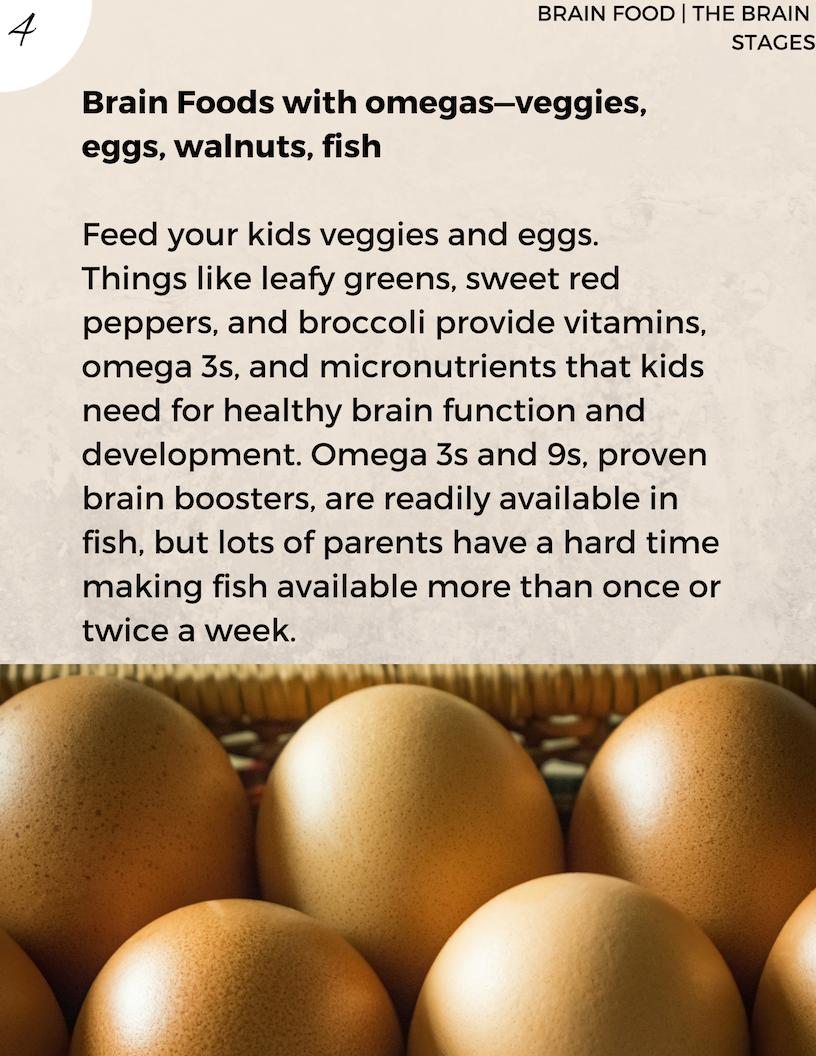 4
BRAIN FOOD | THE BRAIN
STAGES
Brain Foods with omegas—veggies,
eggs, walnuts, fish
Feed your kids veggies and eggs.
Things like leafy greens, sweet red
peppers, and broccoli provide vitamins,
omega 3s, and micronutrients that kids
need for healthy brain function and
development. Omega 3s and 9s, proven
brain boosters, are readily available in
fish, but lots of parents have a hard time
making fish available more than once or
twice a week.